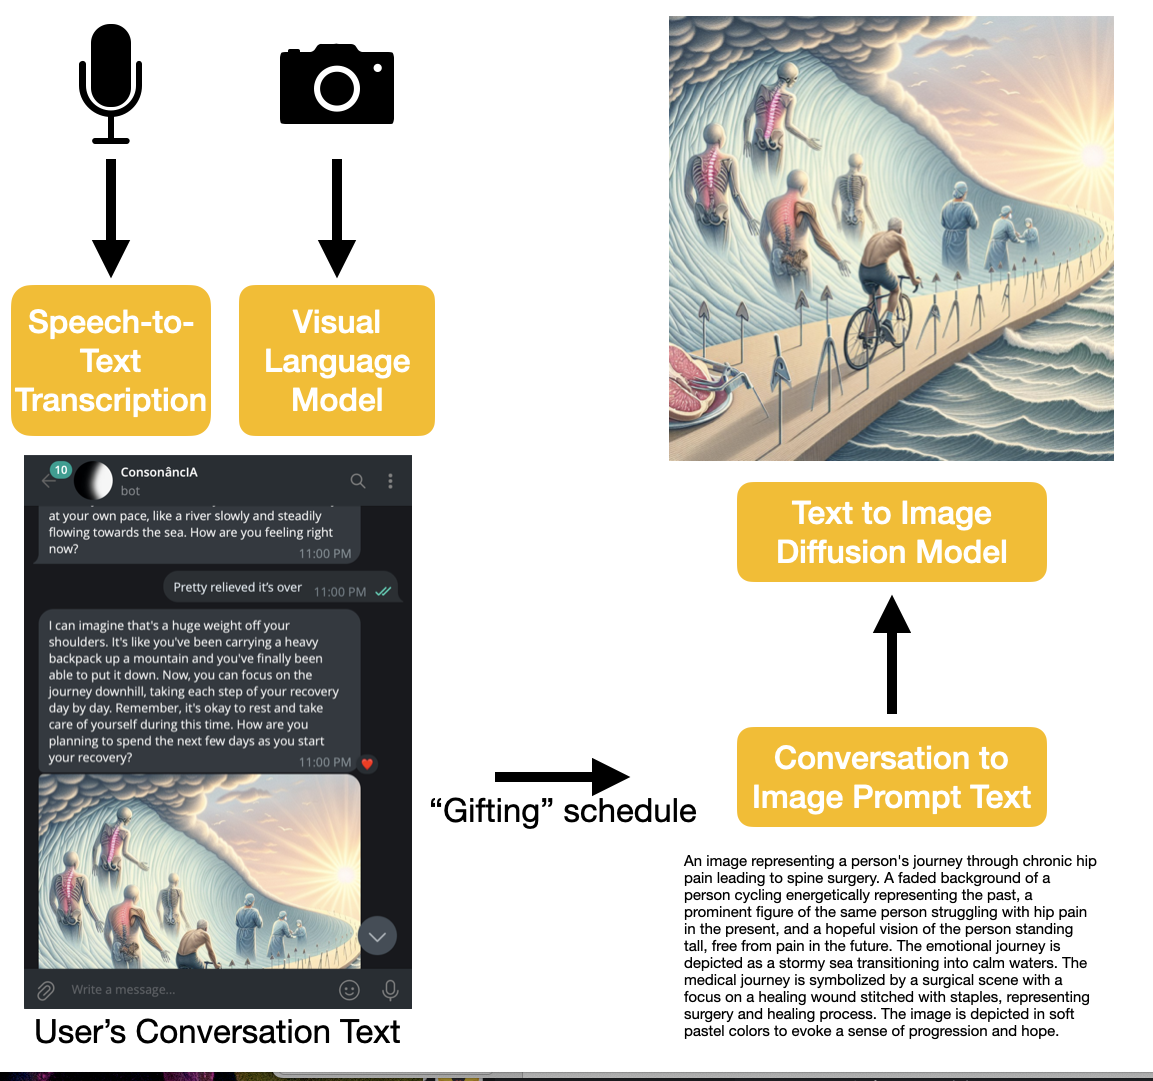 Speech-to-
Text
Transcription
Visual
Language
Model
10
ConsonâncIA
bot
at your own pace, like a river slowly and steadily
flowing towards the sea. How are you feeling right
now?
11:00 PM
Pretty relieved it's over
11:00 PM
I can imagine that's a huge weight off your
shoulders. It's like you've been carrying a heavy
backpack up a mountain and you've finally been
able to put it down. Now, you can focus on the
journey downhill, taking each step of your recovery
day by day. Remember, it's okay to rest and take
care of yourself during this time. How are you
planning to spend the next few days as you start
your recovery?
11:00 PM
Write a message...
User's Conversation Text
“Gifting” schedule
Text to Image
Diffusion Model
Conversation to
Image Prompt Text
An image representing a person's journey through chronic hip
pain leading to spine surgery. A faded background of a
person cycling energetically representing the past, a
prominent figure of the same person struggling with hip pain
in the present, and a hopeful vision of the person standing
tall, free from pain in the future. The emotional journey is
depicted as a stormy sea transitioning into calm waters. The
medical journey is symbolized by a surgical scene with a
focus on a healing wound stitched with staples, representing
surgery and healing process. The image is depicted in soft
pastel colors to evoke a sense of progression and hope.